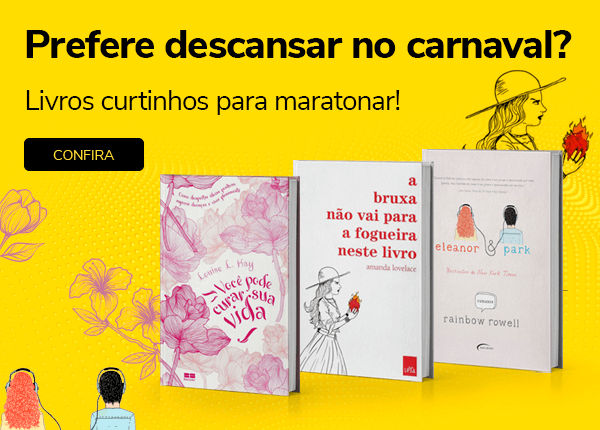 Prefere descansar no carnaval?
Livros curtinhos para maratonar!
CONFIRA
Louise L. Hay
Você pode
curar sua
vida
a
bruxa
não vai para
a fogueira
neste livro
amanda lovelace
LeYa
eleanor & park
rainbow rowell